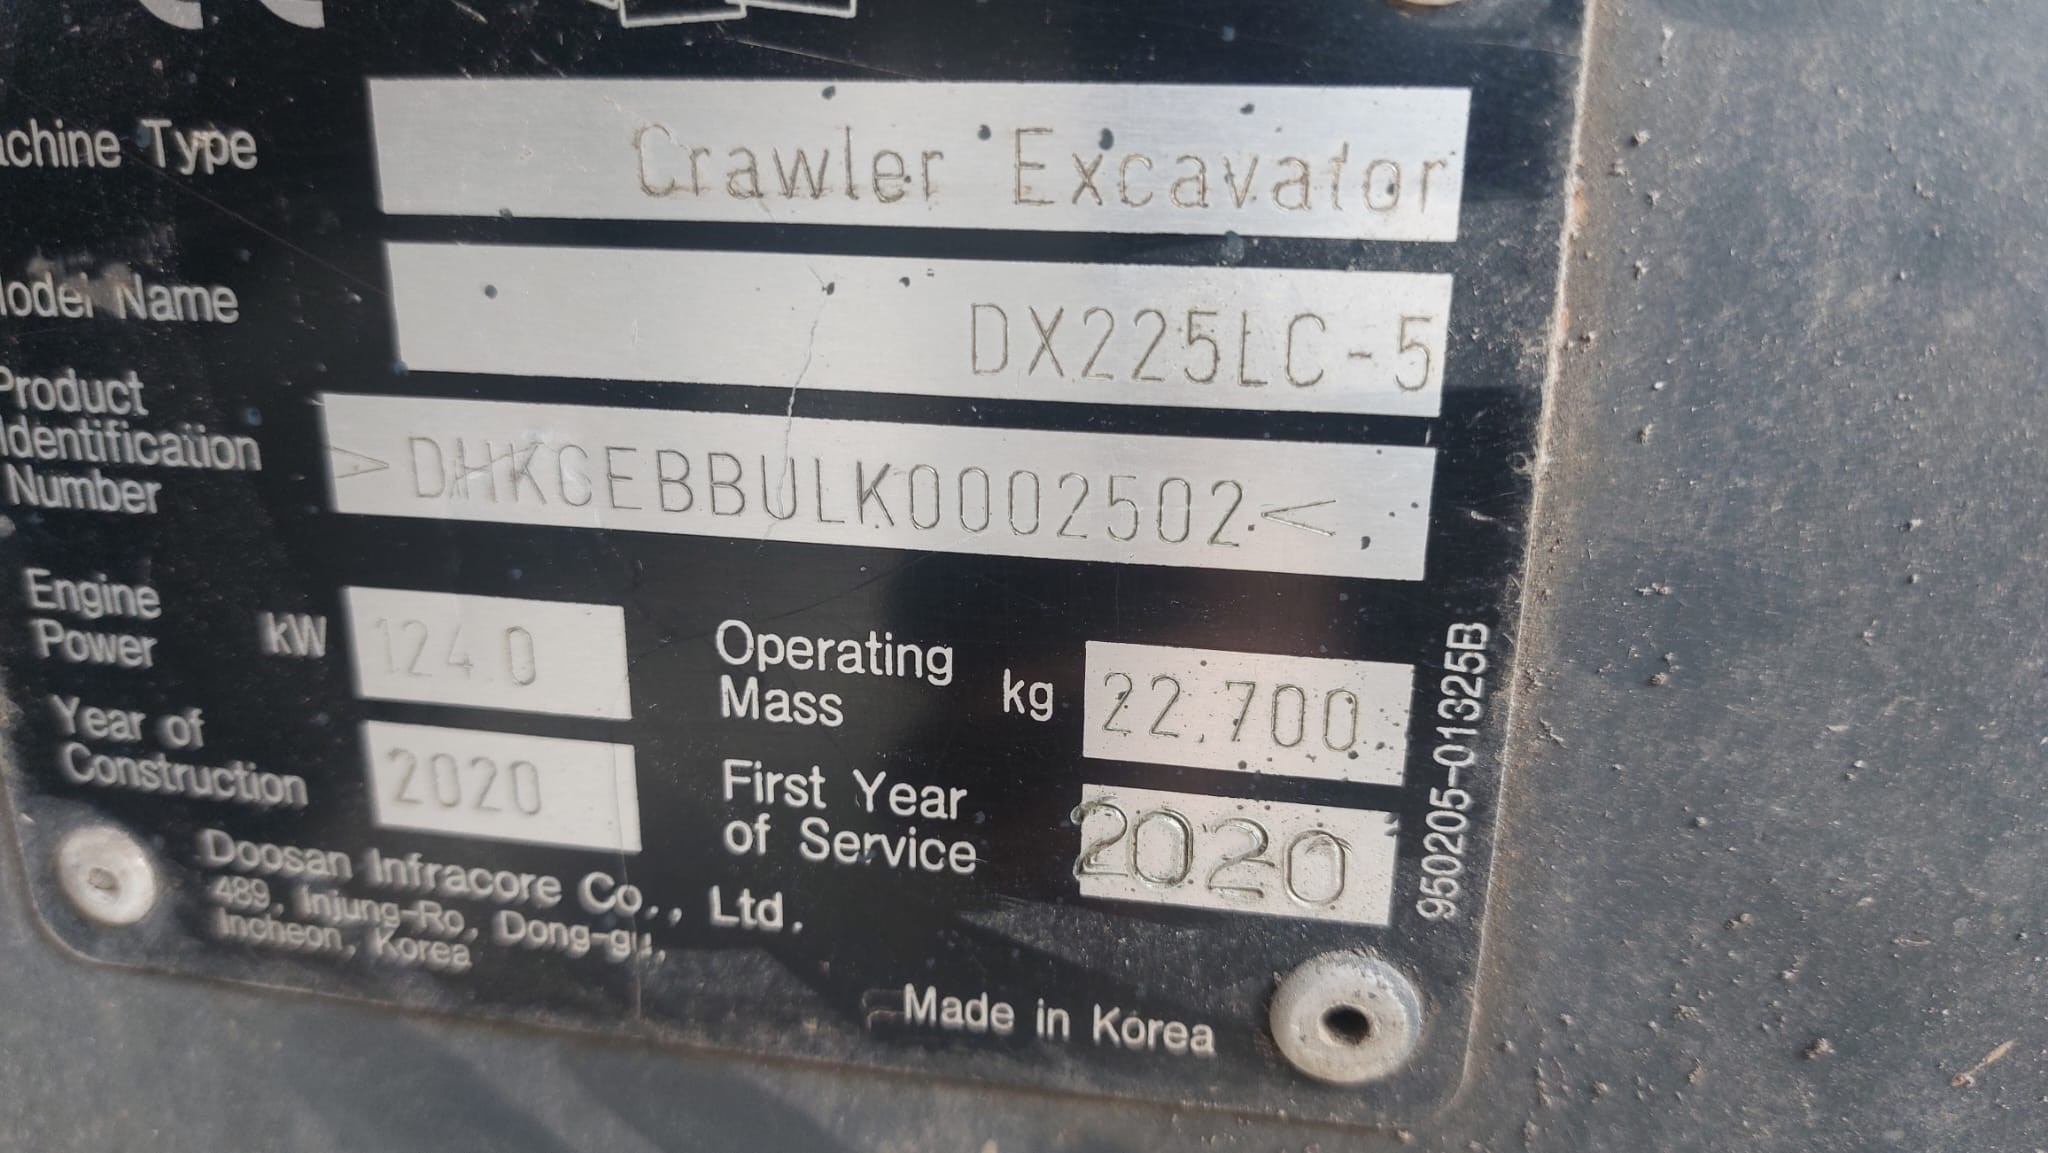 achine Type Crawler Excavator
Model Name DX225LC-5
Product
Identification
Number >DHKCEBBULK0002502<
Engine
Power kW 124.0
Operating
Mass kg 22,700
Year of
Construction 2020
First Year
of Service 2020
Doosan Infracore Co., Ltd.
489, Injung-Ro, Dong-gu,
Incheon, Korea
Made in Korea
950205-01325B